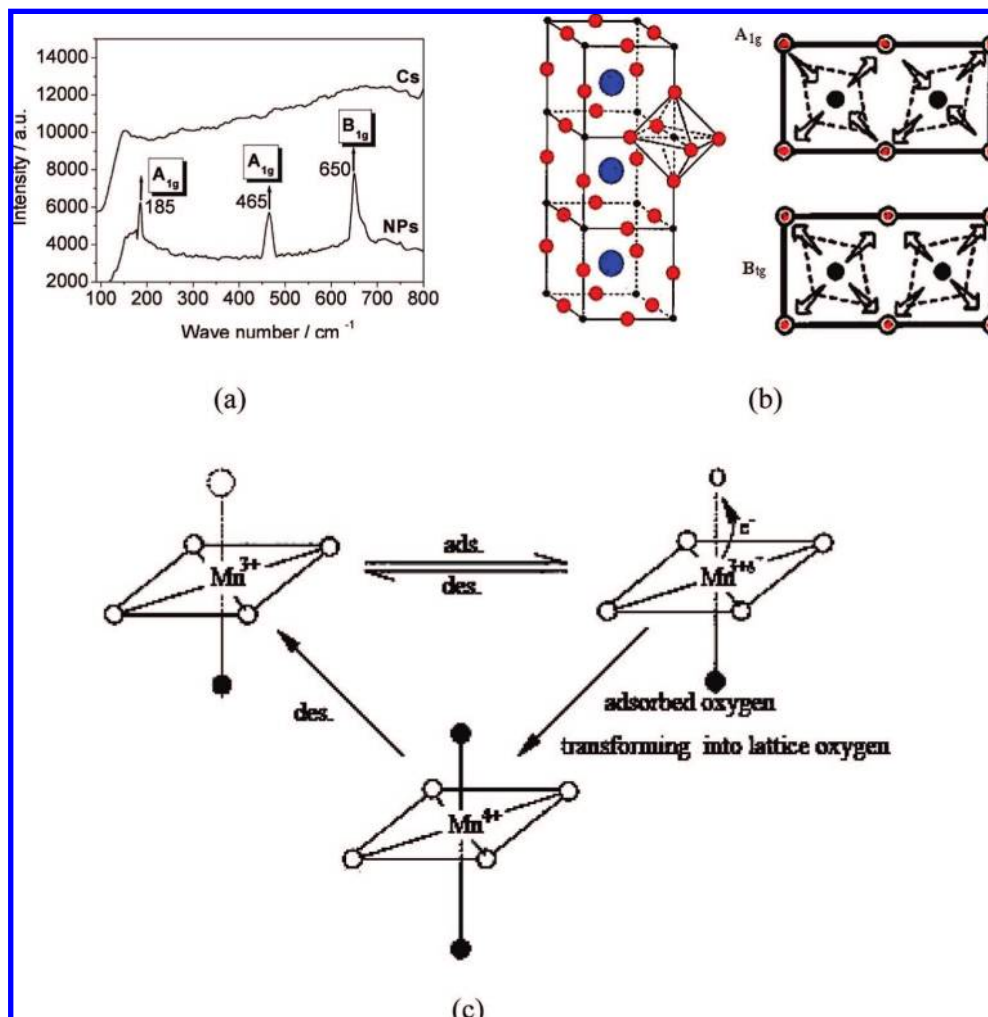 14000
12000
10000
8000
6000
4000
2000
Intensity / a.u.
Cs
B1g
A1g
A1g
650
465
185
NPs
100 200 300 400 500 600 700 800
Wave number / cm -1
(a)
A1g
B1g
(b)
O
e-
Mn3+
ads.
des.
Mn3+e-
des.
adsorbed oxygen
transforming into lattice oxygen
Mn4+
(c)